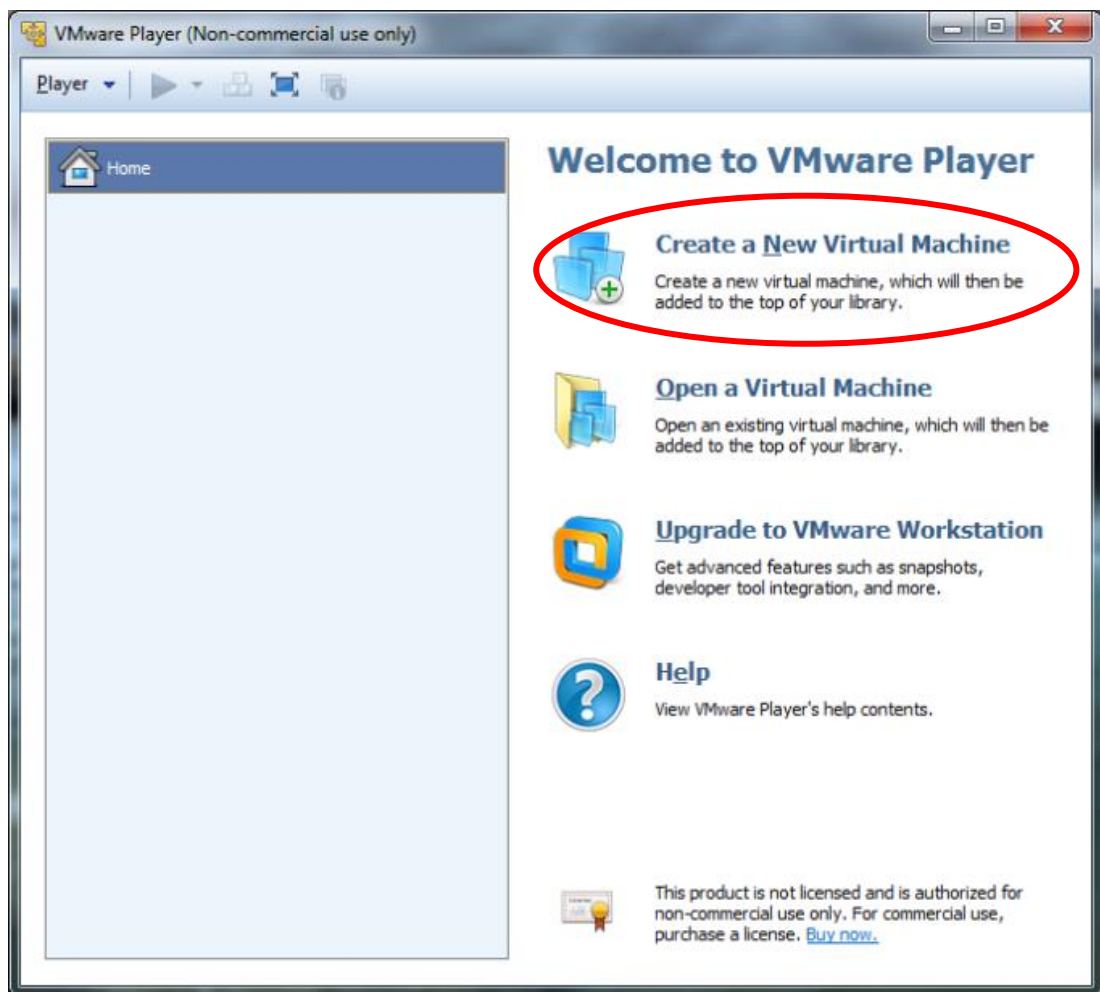 VMware Player (Non-commercial use only)
Player
Home
Welcome to VMware Player
Create a New Virtual Machine
Create a new virtual machine, which will then be
added to the top of your library.
Open a Virtual Machine
Open an existing virtual machine, which will then be
added to the top of your library.
Upgrade to VMware Workstation
Get advanced features such as snapshots,
developer tool integration, and more.
Help
View VMware Player's help contents.
This product is not licensed and is authorized for
non-commercial use only. For commercial use,
purchase a license. Buy now.